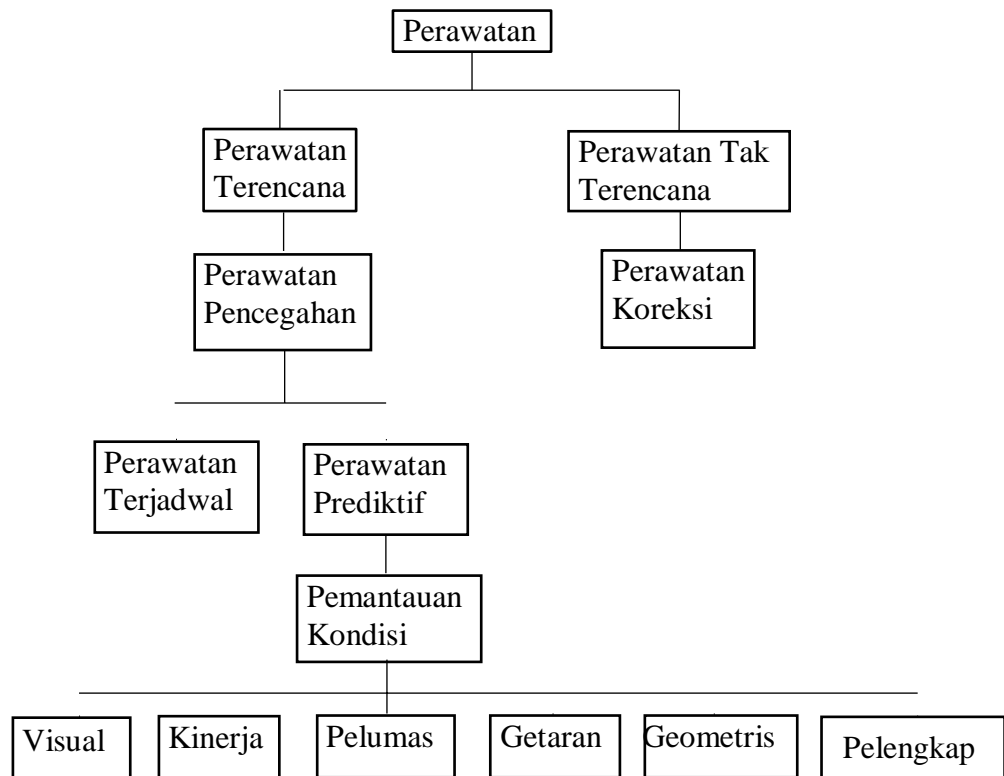 Perawatan
Perawatan
Terencana
Perawatan Tak
Terencana
Perawatan
Pencegahan
Perawatan
Koreksi
Perawatan
Terjadwal
Perawatan
Prediktif
Pemantauan
Kondisi
Visual
Kinerja
Pelumas
Getaran
Geometris
Pelengkap